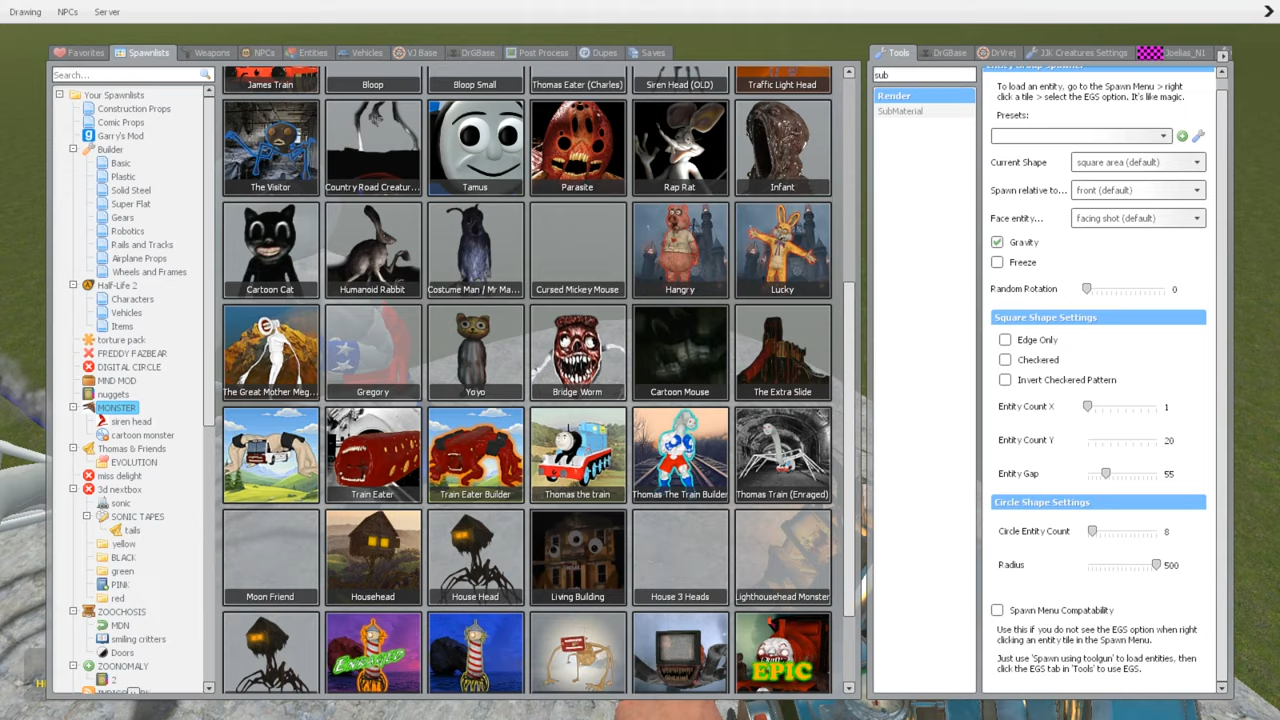 Drawing NPCs Server
Favorites Spawnlists Weapons NPCs Entities Vehicles VJ Base DrGBase Post Process Dupes Saves
Search...
Your Spawnlists
Construction Props
Comic Props
Garry's Mod
Builder
Basic
Plastic
Solid Steel
Super Flat
Gears
Robotics
Rails and Tracks
Airplane Props
Wheels and Frames
Half-Life 2
Characters
Vehicles
Items
torture pack
FREDDY FAZBEAR
DIGITAL CIRCLE
MND MOD
nuggets
MONSTER
siren head
cartoon monster
Thomas & Friends
EVOLUTION
miss delight
3d nextbox
sonic
SONIC TAPES
tails
yellow
BLACK
green
PINK
red
ZOOCHOSIS
MDN
smiling critters
Doors
ZOONOMALY
2
James Train Bloop Bloop Small Thomas Eater (Charles) Siren Head (OLD) Traffic Light Head
The Visitor Country Road Creatur... Tamus Parasite Rap Rat Infant
Cartoon Cat Humanoid Rabbit Costume Man / Mr Ma... Cursed Mickey Mouse Hangry Lucky
The Great Mother Meg... Gregory Yoyo Bridge Worm Cartoon Mouse The Extra Slide
Train Eater Train Eater Builder Thomas the train Thomas The Train Builder Thomas Train (Enraged)
Moon Friend Househead House Head Living Building House 3 Heads Lighthousehead Monster
ENRAGED
EPIC
Tools DrGBase DrVrej JJK Creatures Settings Joelias_N1
sub
Render
SubMaterial
Entity Group Spawner
To load an entity, go to the Spawn Menu > right
click a tile > select the EGS option. It's like magic.
Presets:
Current Shape square area (default)
Spawn relative to... front (default)
Face entity... facing shot (default)
Gravity
Freeze
Random Rotation 0
Square Shape Settings
Edge Only
Checkered
Invert Checkered Pattern
Entity Count X 1
Entity Count Y 20
Entity Gap 55
Circle Shape Settings
Circle Entity Count 8
Radius 500
Spawn Menu Compatability
Use this if you do not see the EGS option when right
clicking an entity tile in the Spawn Menu.
Just use 'Spawn using toolgun' to load entities, then
click the EGS tab in 'Tools' to use EGS.